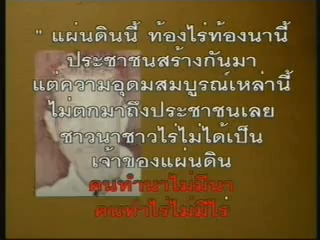 " แผ่นดินนี้ ท้องไร่ท้องนานี้
ประชาชนสร้างกันมา
แต่ความอุดมสมบูรณ์เหล่านี้
ไม่ตกมาถึงประชาชนเลย
ชาวนาชาวไร่ไม่ได้เป็น
เจ้าของแผ่นดิน
คนทำนาไม่มีนา
คนทำไร่ไม่มีไร่